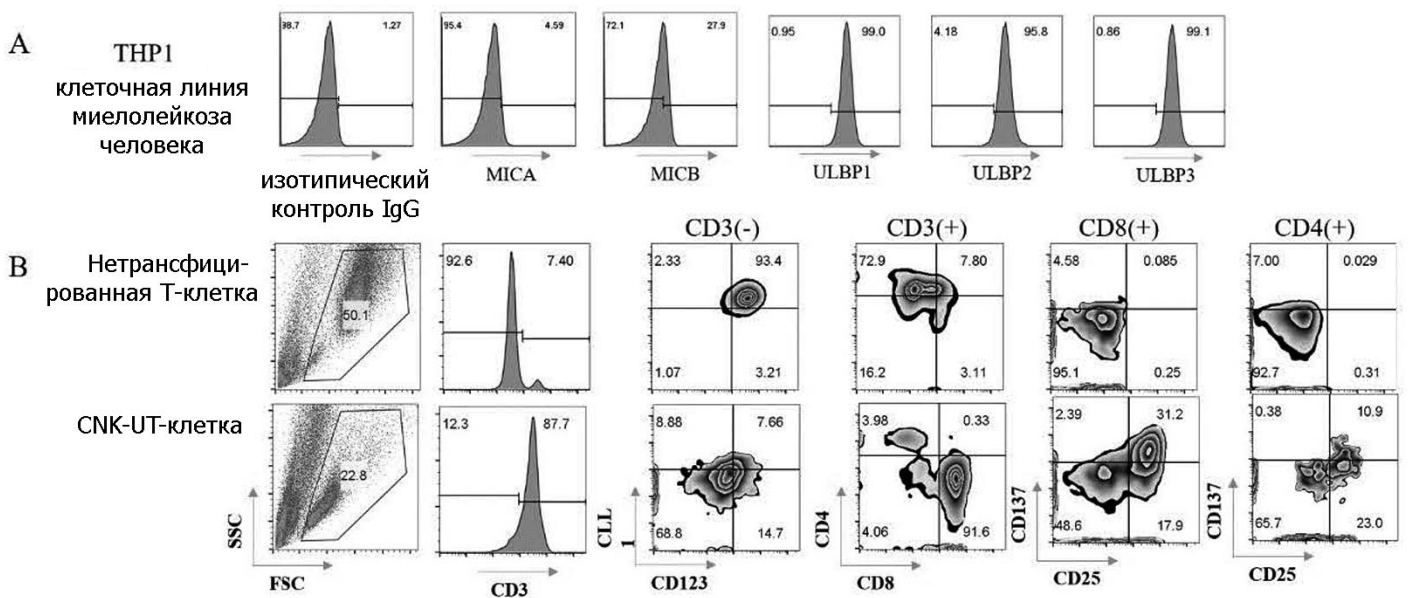 A
THP1
клеточная линия
миелолейкоза
человека
98.7 1.27
95.4 4.59
72.1 27.9
0.95 99.0
4.18 95.8
0.86 99.1
изотипический
контроль IgG
MICA
MICB
ULBP1
ULBP2
ULBP3
B
Нетрансфици-
рованная Т-клетка
CD3(-)
CD3(+)
CD8(+)
CD4(+)
50.1
92.6 7.40
2.33 93.4
1.07 3.21
72.9 7.80
16.2 3.11
4.58 0.085
95.1 0.25
7.00 0.029
92.7 0.31
CNK-UT-клетка
22.8
12.3 87.7
8.88 7.66
68.8 14.7
3.98 0.33
4.06 91.6
2.39 31.2
48.6 17.9
0.38 10.9
65.7 23.0
SSC
FSC
CD3
CLL
1
CD123
CD4
CD8
CD137
CD25
CD137
CD25